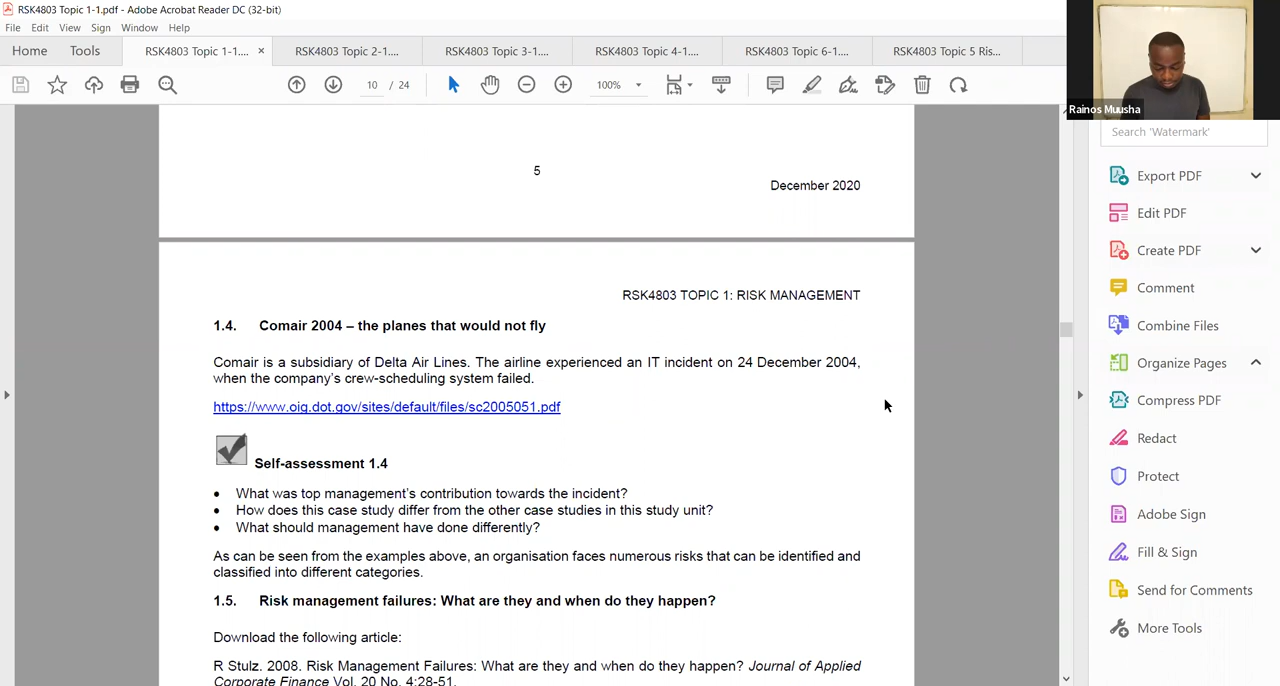 RSK4803 Topic 1-1.pdf - Adobe Acrobat Reader DC (32-bit)
File Edit View Sign Window Help
Home Tools RSK4803 Topic 1-1.... × RSK4803 Topic 2-1.... RSK4803 Topic 3-1.... RSK4803 Topic 4-1.... RSK4803 Topic 6-1.... RSK4803 Topic 5 Ris...
10 / 24 100%
Rainos Muusha
Search 'Watermark'
Export PDF
Edit PDF
Create PDF
Comment
Combine Files
Organize Pages
Compress PDF
Redact
Protect
Adobe Sign
Fill & Sign
Send for Comments
More Tools
5
December 2020
RSK4803 TOPIC 1: RISK MANAGEMENT
1.4. Comair 2004 – the planes that would not fly
Comair is a subsidiary of Delta Air Lines. The airline experienced an IT incident on 24 December 2004,
when the company's crew-scheduling system failed.
https://www.oig.dot.gov/sites/default/files/sc2005051.pdf
Self-assessment 1.4
• What was top management's contribution towards the incident?
• How does this case study differ from the other case studies in this study unit?
• What should management have done differently?
As can be seen from the examples above, an organisation faces numerous risks that can be identified and
classified into different categories.
1.5. Risk management failures: What are they and when do they happen?
Download the following article:
R Stulz. 2008. Risk Management Failures: What are they and when do they happen? Journal of Applied
Corporate Finance Vol. 20 No. 4:28-51.